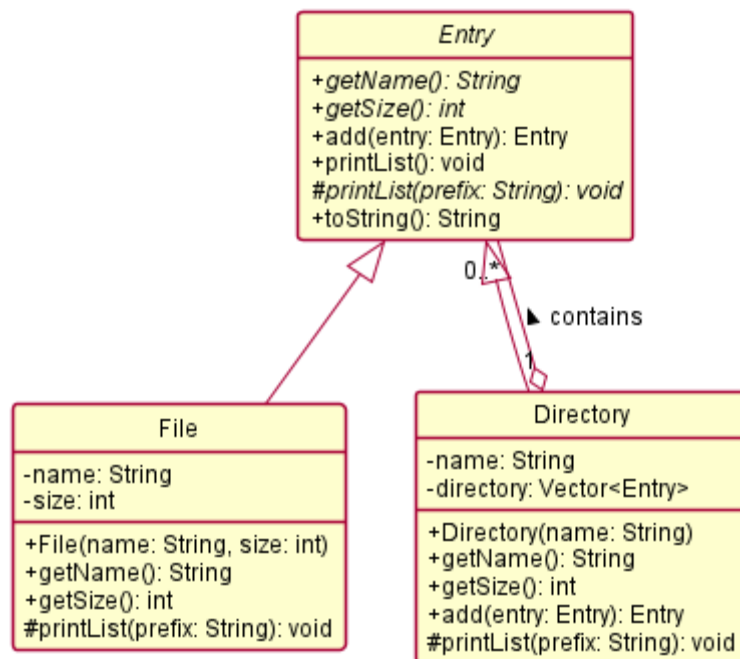 Entry
+getName(): String
+getSize(): int
+add(entry: Entry): Entry
+printList(): void
#printList(prefix: String): void
+toString(): String
0..*
contains
1
File
-name: String
-size: int
+File(name: String, size: int)
+getName(): String
+getSize(): int
#printList(prefix: String): void
Directory
-name: String
-directory: Vector<Entry>
+Directory(name: String)
+getName(): String
+getSize(): int
+add(entry: Entry): Entry
#printList(prefix: String): void